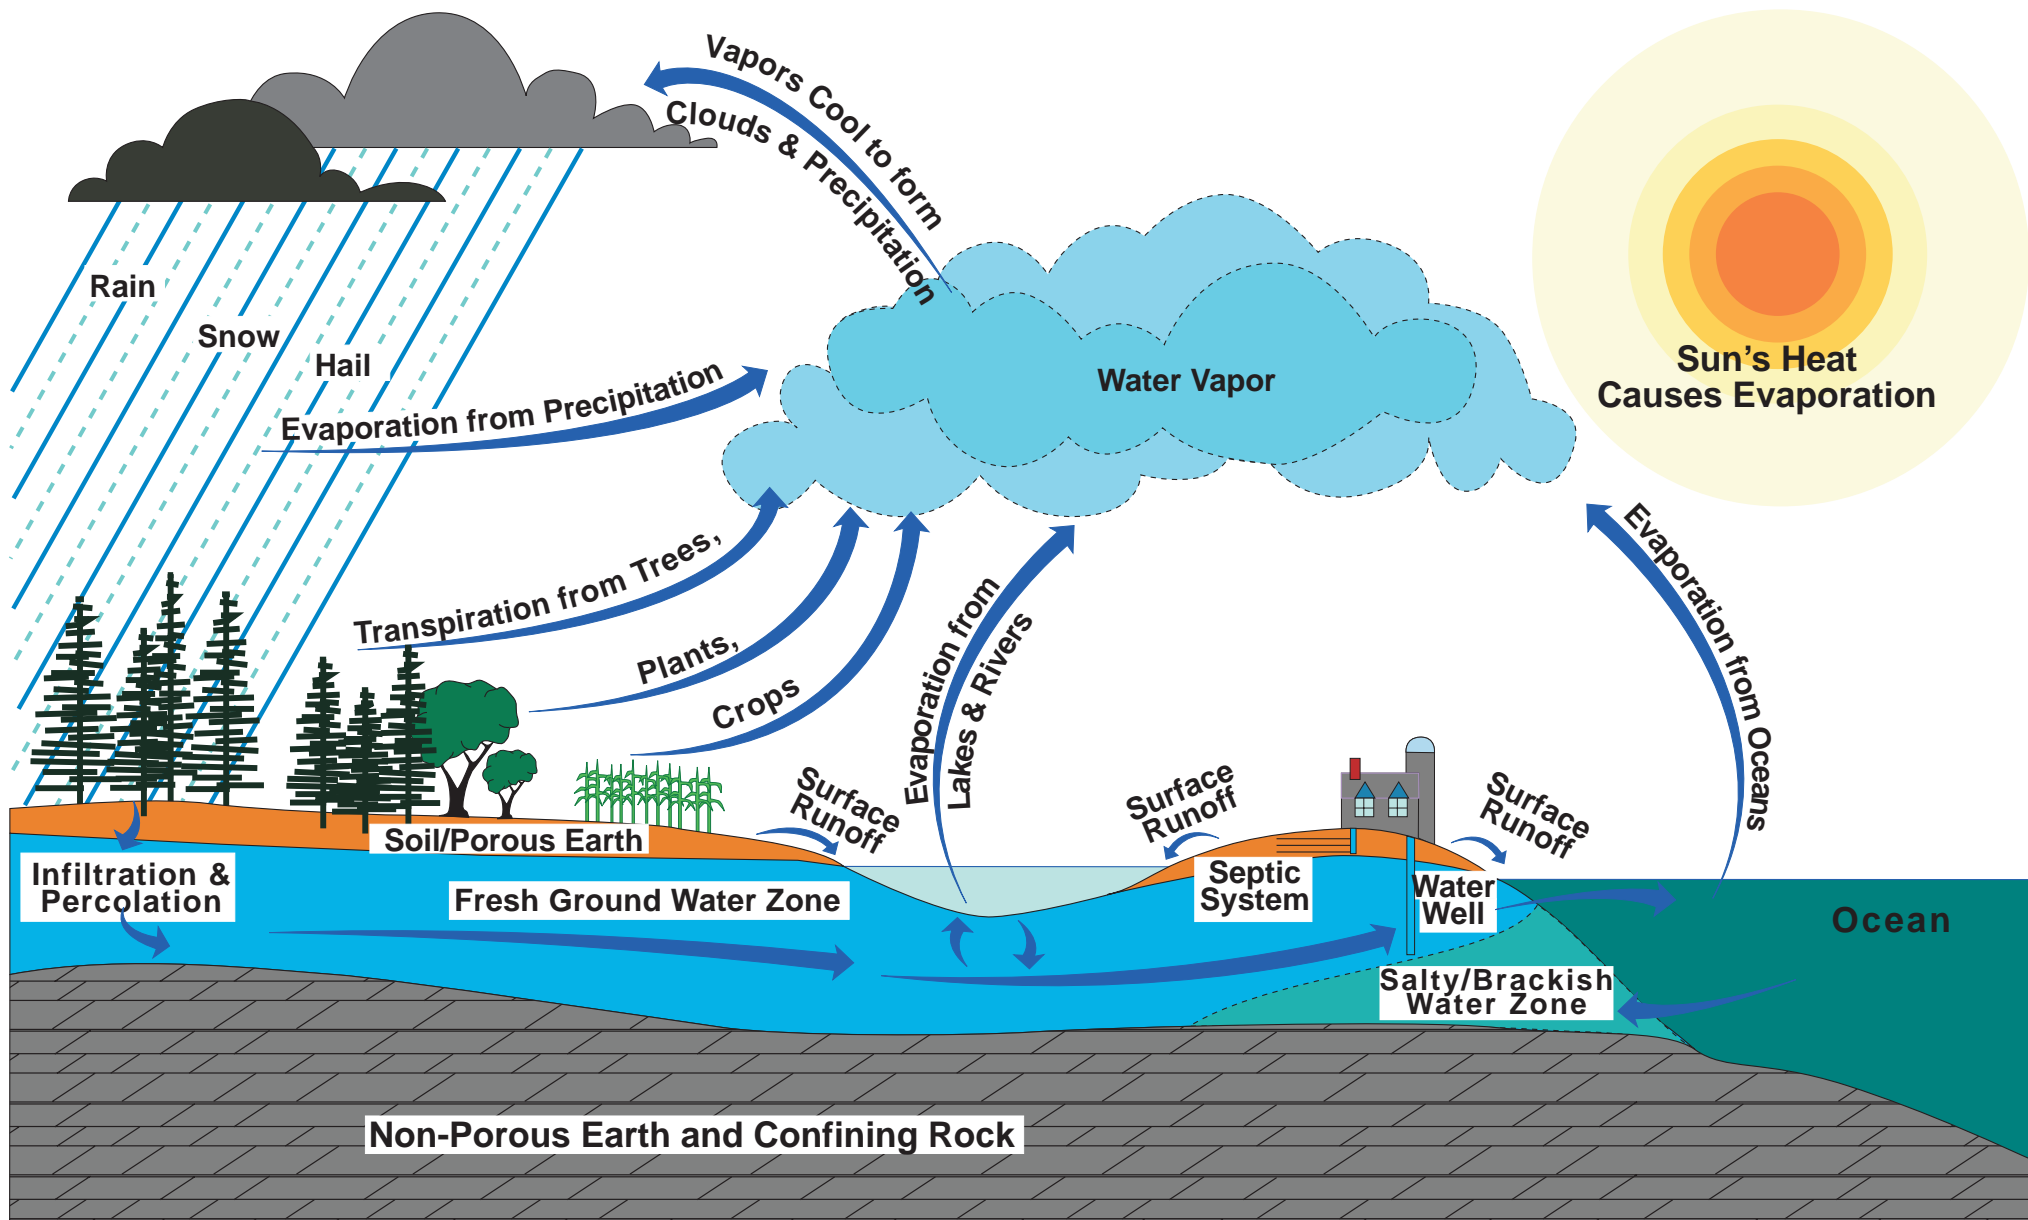 Vapors Cool to form
Clouds & Precipitation
Rain
Snow
Hail
Evaporation from Precipitation
Water Vapor
Sun’s Heat
Causes Evaporation
Transpiration from Trees,
Plants,
Crops
Evaporation from
Lakes & Rivers
Evaporation from Oceans
Surface
Runoff
Surface
Runoff
Surface
Runoff
Soil/Porous Earth
Infiltration &
Percolation
Fresh Ground Water Zone
Septic
System
Water
Well
Ocean
Salty/Brackish
Water Zone
Non-Porous Earth and Confining Rock